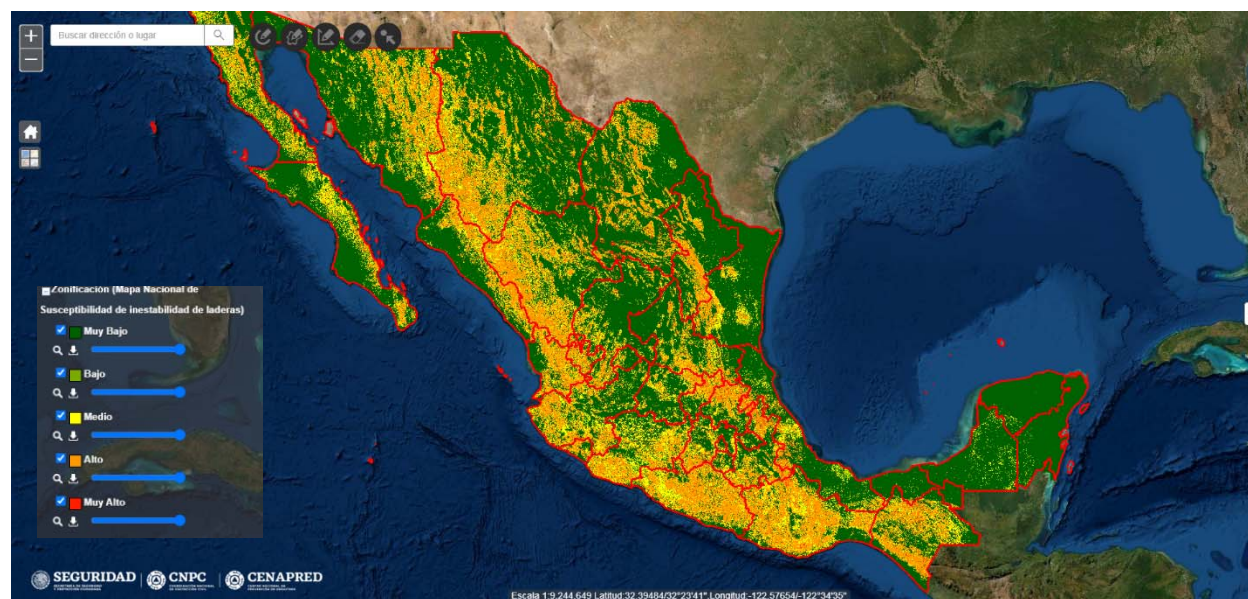 +
Buscar dirección o lugar
−
Zonificación (Mapa Nacional de
Susceptibilidad de inestabilidad de laderas)
Muy Bajo
Bajo
Medio
Alto
Muy Alto
SEGURIDAD
CNPC
CENAPRED
Escala 1:9,244,649 Latitud:32.39484/32°23'41",Longitud:-122.57654/-122°34'35"